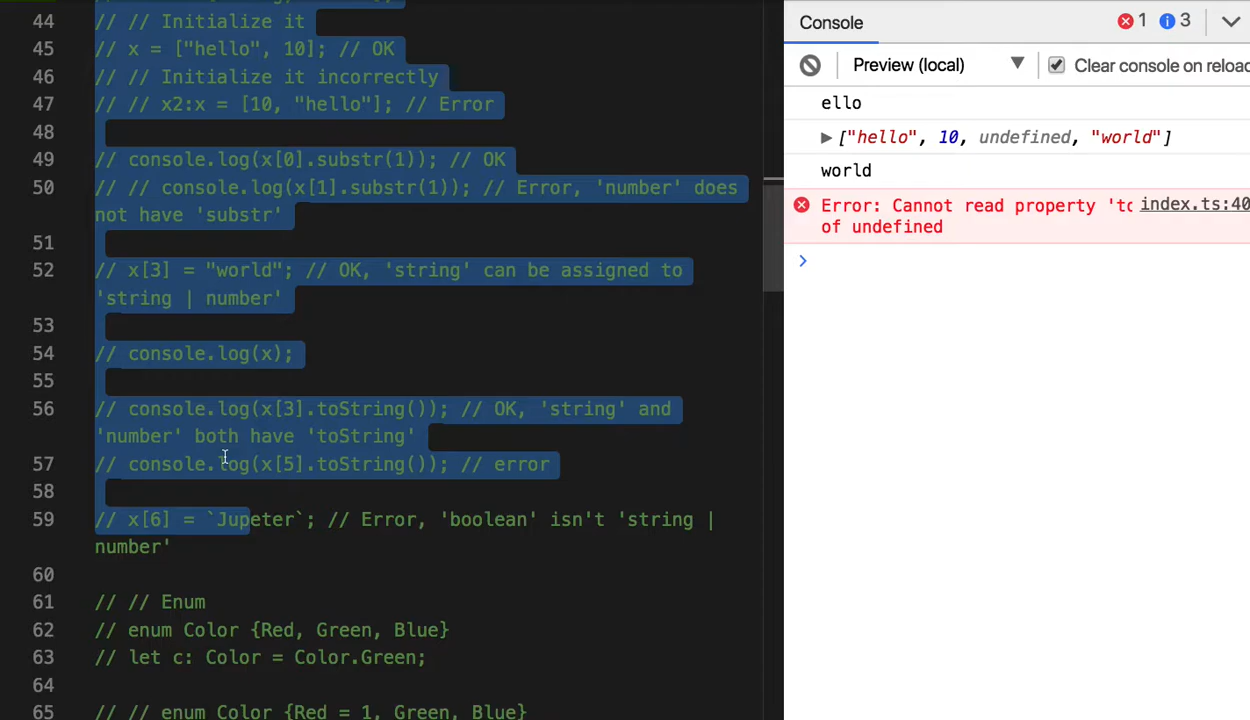 44 // // Initialize it
45 // x = ["hello", 10]; // OK
46 // // Initialize it incorrectly
47 // // x2:x = [10, "hello"]; // Error
48
49 // console.log(x[0].substr(1)); // OK
50 // // console.log(x[1].substr(1)); // Error, 'number' does
not have 'substr'
51
52 // x[3] = "world"; // OK, 'string' can be assigned to
'string | number'
53
54 // console.log(x);
55
56 // console.log(x[3].toString()); // OK, 'string' and
'number' both have 'toString'
57 // console.log(x[5].toString()); // error
58
59 // x[6] = `Jupeter`; // Error, 'boolean' isn't 'string |
number'
60
61 // // Enum
62 // enum Color {Red, Green, Blue}
63 // let c: Color = Color.Green;
64
65 // // enum Color {Red = 1, Green, Blue}
Console 1 3
Preview (local) Clear console on reload
ello
["hello", 10, undefined, "world"]
world
Error: Cannot read property 'to index.ts:40
of undefined